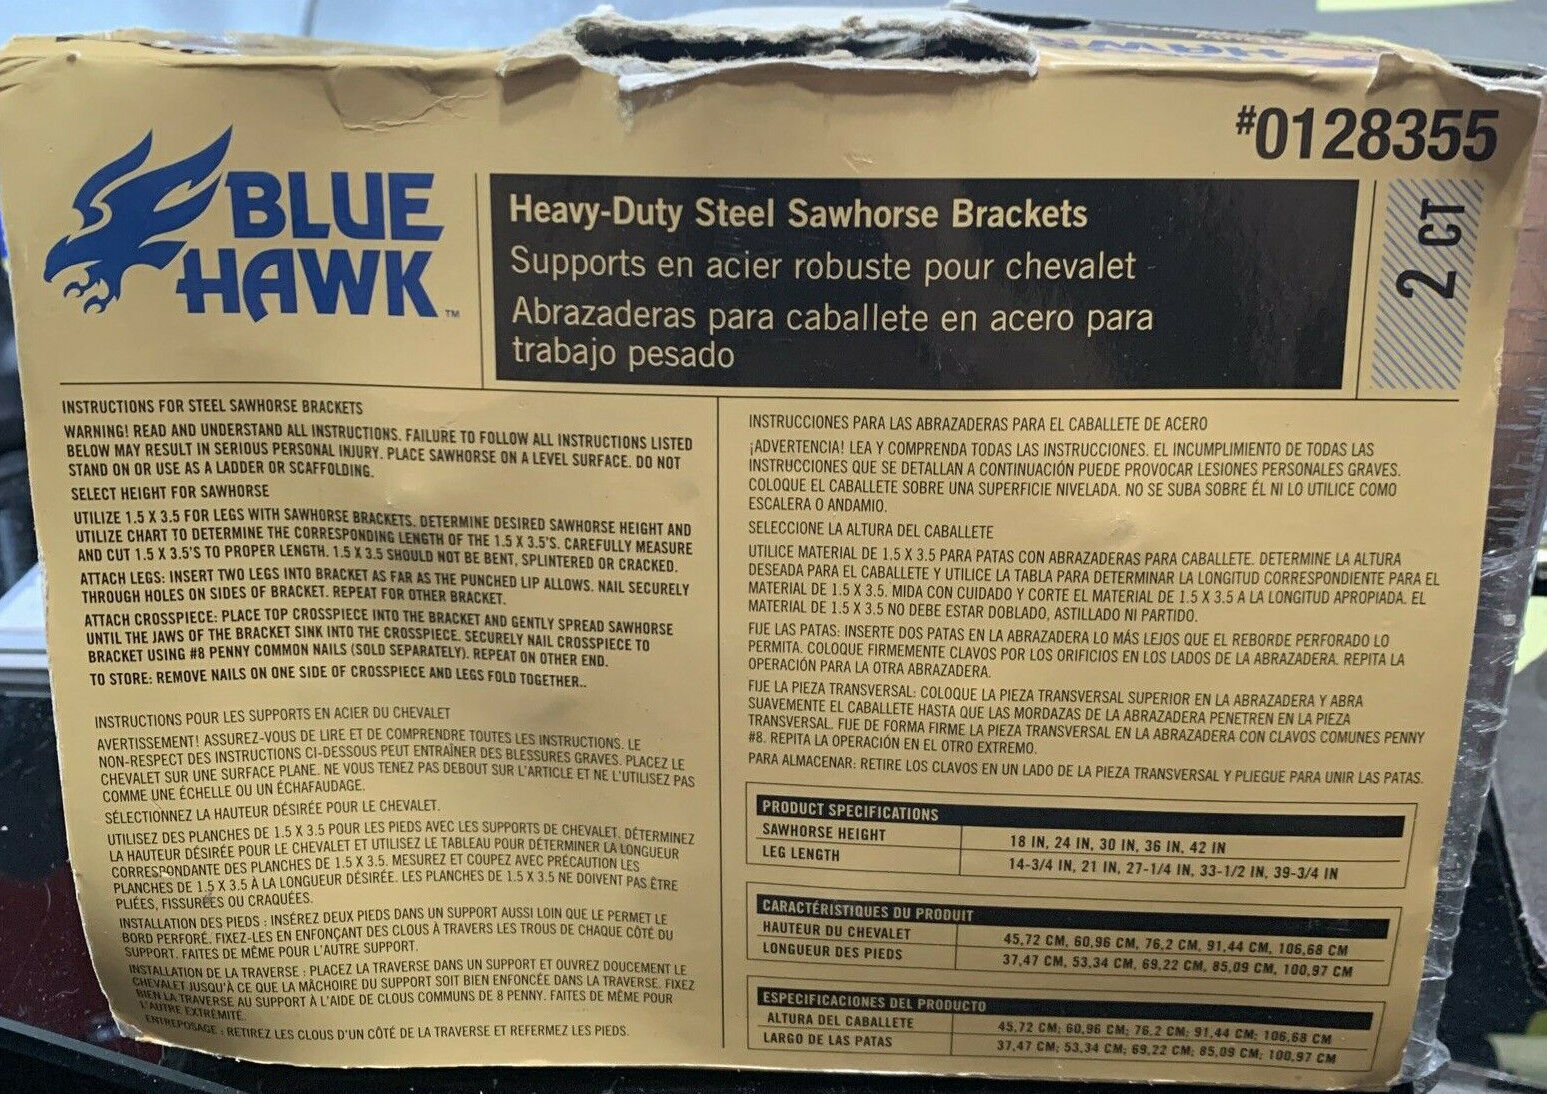 #0128355
BLUE
HAWK™
Heavy-Duty Steel Sawhorse Brackets
Supports en acier robuste pour chevalet
Abrazaderas para caballete en acero para
trabajo pesado
2 CT
INSTRUCTIONS FOR STEEL SAWHORSE BRACKETS
WARNING! READ AND UNDERSTAND ALL INSTRUCTIONS. FAILURE TO FOLLOW ALL INSTRUCTIONS LISTED
BELOW MAY RESULT IN SERIOUS PERSONAL INJURY. PLACE SAWHORSE ON A LEVEL SURFACE. DO NOT
STAND ON OR USE AS A LADDER OR SCAFFOLDING.
SELECT HEIGHT FOR SAWHORSE
UTILIZE 1.5 X 3.5 FOR LEGS WITH SAWHORSE BRACKETS. DETERMINE DESIRED SAWHORSE HEIGHT AND
UTILIZE CHART TO DETERMINE THE CORRESPONDING LENGTH OF THE 1.5 X 3.5'S. CAREFULLY MEASURE
AND CUT 1.5 X 3.5'S TO PROPER LENGTH. 1.5 X 3.5 SHOULD NOT BE BENT, SPLINTERED OR CRACKED.
ATTACH LEGS: INSERT TWO LEGS INTO BRACKET AS FAR AS THE PUNCHED LIP ALLOWS. NAIL SECURELY
THROUGH HOLES ON SIDES OF BRACKET. REPEAT FOR OTHER BRACKET.
ATTACH CROSSPIECE: PLACE TOP CROSSPIECE INTO THE BRACKET AND GENTLY SPREAD SAWHORSE
UNTIL THE JAWS OF THE BRACKET SINK INTO THE CROSSPIECE. SECURELY NAIL CROSSPIECE TO
BRACKET USING #8 PENNY COMMON NAILS (SOLD SEPARATELY). REPEAT ON OTHER END.
TO STORE: REMOVE NAILS ON ONE SIDE OF CROSSPIECE AND LEGS FOLD TOGETHER..
INSTRUCTIONS POUR LES SUPPORTS EN ACIER DU CHEVALET
AVERTISSEMENT! ASSUREZ-VOUS DE LIRE ET DE COMPRENDRE TOUTES LES INSTRUCTIONS. LE
NON-RESPECT DES INSTRUCTIONS CI-DESSOUS PEUT ENTRAÎNER DES BLESSURES GRAVES. PLACEZ LE
CHEVALET SUR UNE SURFACE PLANE. NE VOUS TENEZ PAS DEBOUT SUR L'ARTICLE ET NE L'UTILISEZ PAS
COMME UNE ÉCHELLE OU UN ÉCHAFAUDAGE.
SÉLECTIONNEZ LA HAUTEUR DÉSIRÉE POUR LE CHEVALET.
UTILISEZ DES PLANCHES DE 1.5 X 3.5 POUR LES PIEDS AVEC LES SUPPORTS DE CHEVALET, DÉTERMINEZ
LA HAUTEUR DÉSIRÉE POUR LE CHEVALET ET UTILISEZ LE TABLEAU POUR DÉTERMINER LA LONGUEUR
CORRESPONDANTE DES PLANCHES DE 1.5 X 3.5. MESUREZ ET COUPEZ AVEC PRÉCAUTION LES
PLANCHES DE 1.5 X 3.5 À LA LONGUEUR DÉSIRÉE. LES PLANCHES DE 1.5 X 3.5 NE DOIVENT PAS ÊTRE
PLIÉES, FISSURÉES OU CRAQUÉES.
INSTALLATION DES PIEDS : INSÉREZ DEUX PIEDS DANS UN SUPPORT AUSSI LOIN QUE LE PERMET LE
BORD PERFORÉ. FIXEZ-LES EN ENFONÇANT DES CLOUS À TRAVERS LES TROUS DE CHAQUE CÔTÉ DU
SUPPORT. FAITES DE MÊME POUR L'AUTRE SUPPORT.
INSTALLATION DE LA TRAVERSE : PLACEZ LA TRAVERSE DANS UN SUPPORT ET OUVREZ DOUCEMENT LE
CHEVALET JUSQU'À CE QUE LA MÂCHOIRE DU SUPPORT SOIT BIEN ENFONCÉE DANS LA TRAVERSE. FIXEZ
BIEN LA TRAVERSE AU SUPPORT À L'AIDE DE CLOUS COMMUNS DE 8 PENNY. FAITES DE MÊME POUR
L'AUTRE EXTRÉMITÉ.
ENTREPOSAGE : RETIREZ LES CLOUS D'UN CÔTÉ DE LA TRAVERSE ET REFERMEZ LES PIEDS.
INSTRUCCIONES PARA LAS ABRAZADERAS PARA EL CABALLETE DE ACERO
¡ADVERTENCIA! LEA Y COMPRENDA TODAS LAS INSTRUCCIONES. EL INCUMPLIMIENTO DE TODAS LAS
INSTRUCCIONES QUE SE DETALLAN A CONTINUACIÓN PUEDE PROVOCAR LESIONES PERSONALES GRAVES.
COLOQUE EL CABALLETE SOBRE UNA SUPERFICIE NIVELADA. NO SE SUBA SOBRE ÉL NI LO UTILICE COMO
ESCALERA O ANDAMIO.
SELECCIONE LA ALTURA DEL CABALLETE
UTILICE MATERIAL DE 1.5 X 3.5 PARA PATAS CON ABRAZADERAS PARA CABALLETE. DETERMINE LA ALTURA
DESEADA PARA EL CABALLETE Y UTILICE LA TABLA PARA DETERMINAR LA LONGITUD CORRESPONDIENTE PARA EL
MATERIAL DE 1.5 X 3.5. MIDA CON CUIDADO Y CORTE EL MATERIAL DE 1.5 X 3.5 A LA LONGITUD APROPIADA. EL
MATERIAL DE 1.5 X 3.5 NO DEBE ESTAR DOBLADO, ASTILLADO NI PARTIDO.
FIJE LAS PATAS: INSERTE DOS PATAS EN LA ABRAZADERA LO MÁS LEJOS QUE EL REBORDE PERFORADO LO
PERMITA. COLOQUE FIRMEMENTE CLAVOS POR LOS ORIFICIOS EN LOS LADOS DE LA ABRAZADERA. REPITA LA
OPERACIÓN PARA LA OTRA ABRAZADERA.
FIJE LA PIEZA TRANSVERSAL: COLOQUE LA PIEZA TRANSVERSAL SUPERIOR EN LA ABRAZADERA Y ABRA
SUAVEMENTE EL CABALLETE HASTA QUE LAS MORDAZAS DE LA ABRAZADERA PENETREN EN LA PIEZA
TRANSVERSAL. FIJE DE FORMA FIRME LA PIEZA TRANSVERSAL EN LA ABRAZADERA CON CLAVOS COMUNES PENNY
#8. REPITA LA OPERACIÓN EN EL OTRO EXTREMO.
PARA ALMACENAR: RETIRE LOS CLAVOS EN UN LADO DE LA PIEZA TRANSVERSAL Y PLIEGUE PARA UNIR LAS PATAS.
PRODUCT SPECIFICATIONS
SAWHORSE HEIGHT 18 IN, 24 IN, 30 IN, 36 IN, 42 IN
LEG LENGTH 14-3/4 IN, 21 IN, 27-1/4 IN, 33-1/2 IN, 39-3/4 IN
CARACTÉRISTIQUES DU PRODUIT
HAUTEUR DU CHEVALET 45,72 CM, 60,96 CM, 76,2 CM, 91,44 CM, 106,68 CM
LONGUEUR DES PIEDS 37,47 CM, 53,34 CM, 69,22 CM, 85,09 CM, 100,97 CM
ESPECIFICACIONES DEL PRODUCTO
ALTURA DEL CABALLETE 45,72 CM; 60,96 CM; 76,2 CM; 91,44 CM; 106,68 CM
LARGO DE LAS PATAS 37,47 CM; 53,34 CM; 69,22 CM; 85,09 CM; 100,97 CM